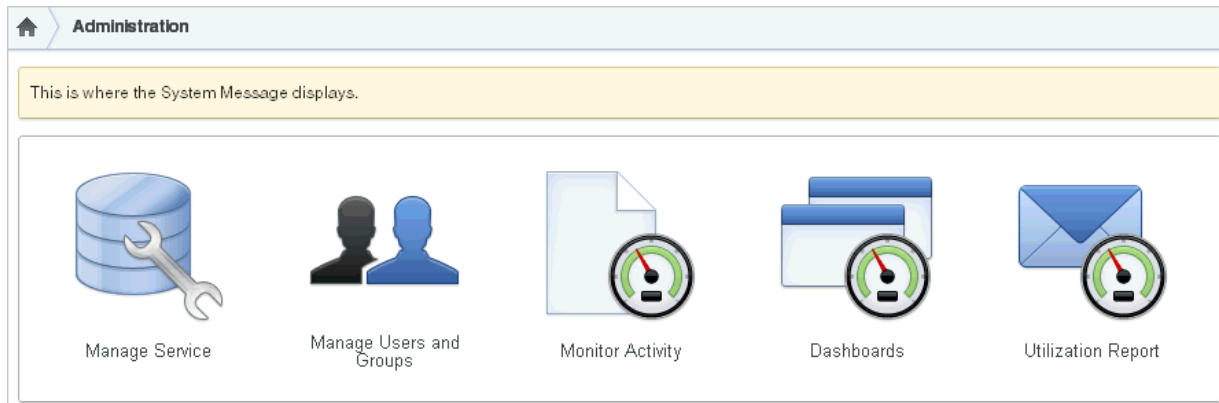 Administration
This is where the System Message displays.
Manage Service
Manage Users and
Groups
Monitor Activity
Dashboards
Utilization Report